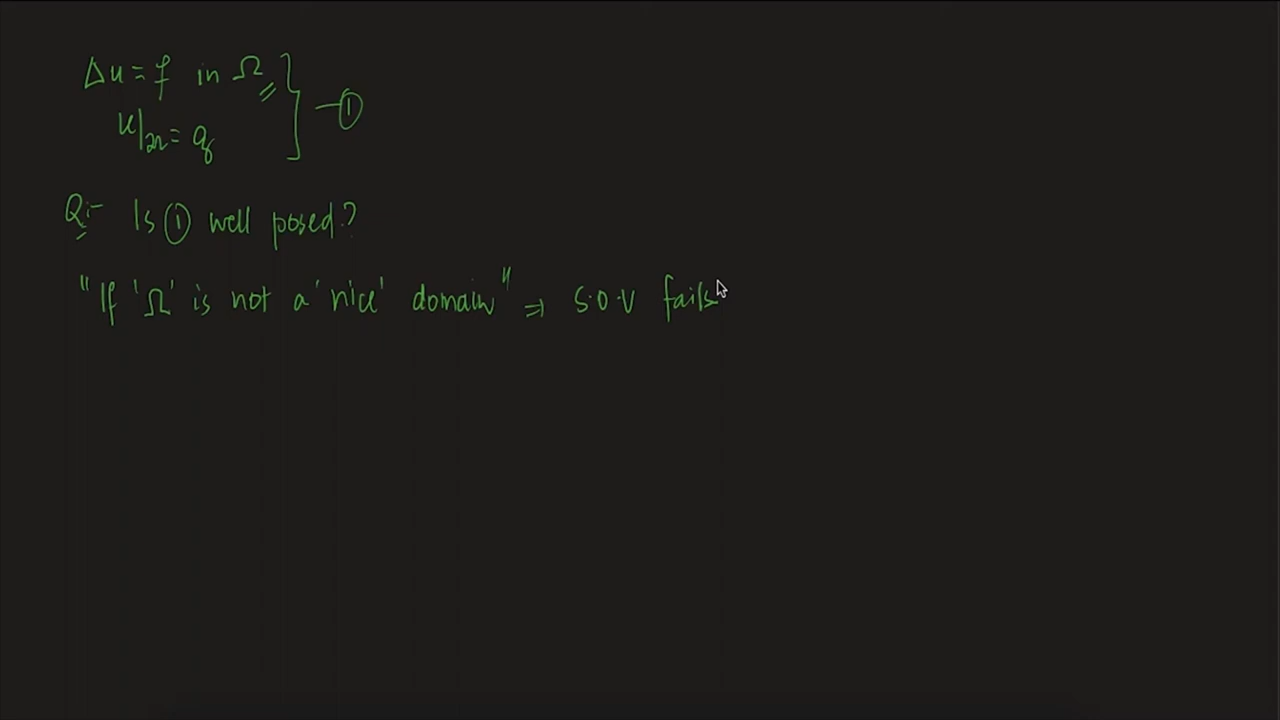 Δu = f in Ω } — ①
u|∂Ω = g
Q:- Is ① well posed?
"If 'Ω' is not a 'nice' domain" ⇒ S.O.V fails